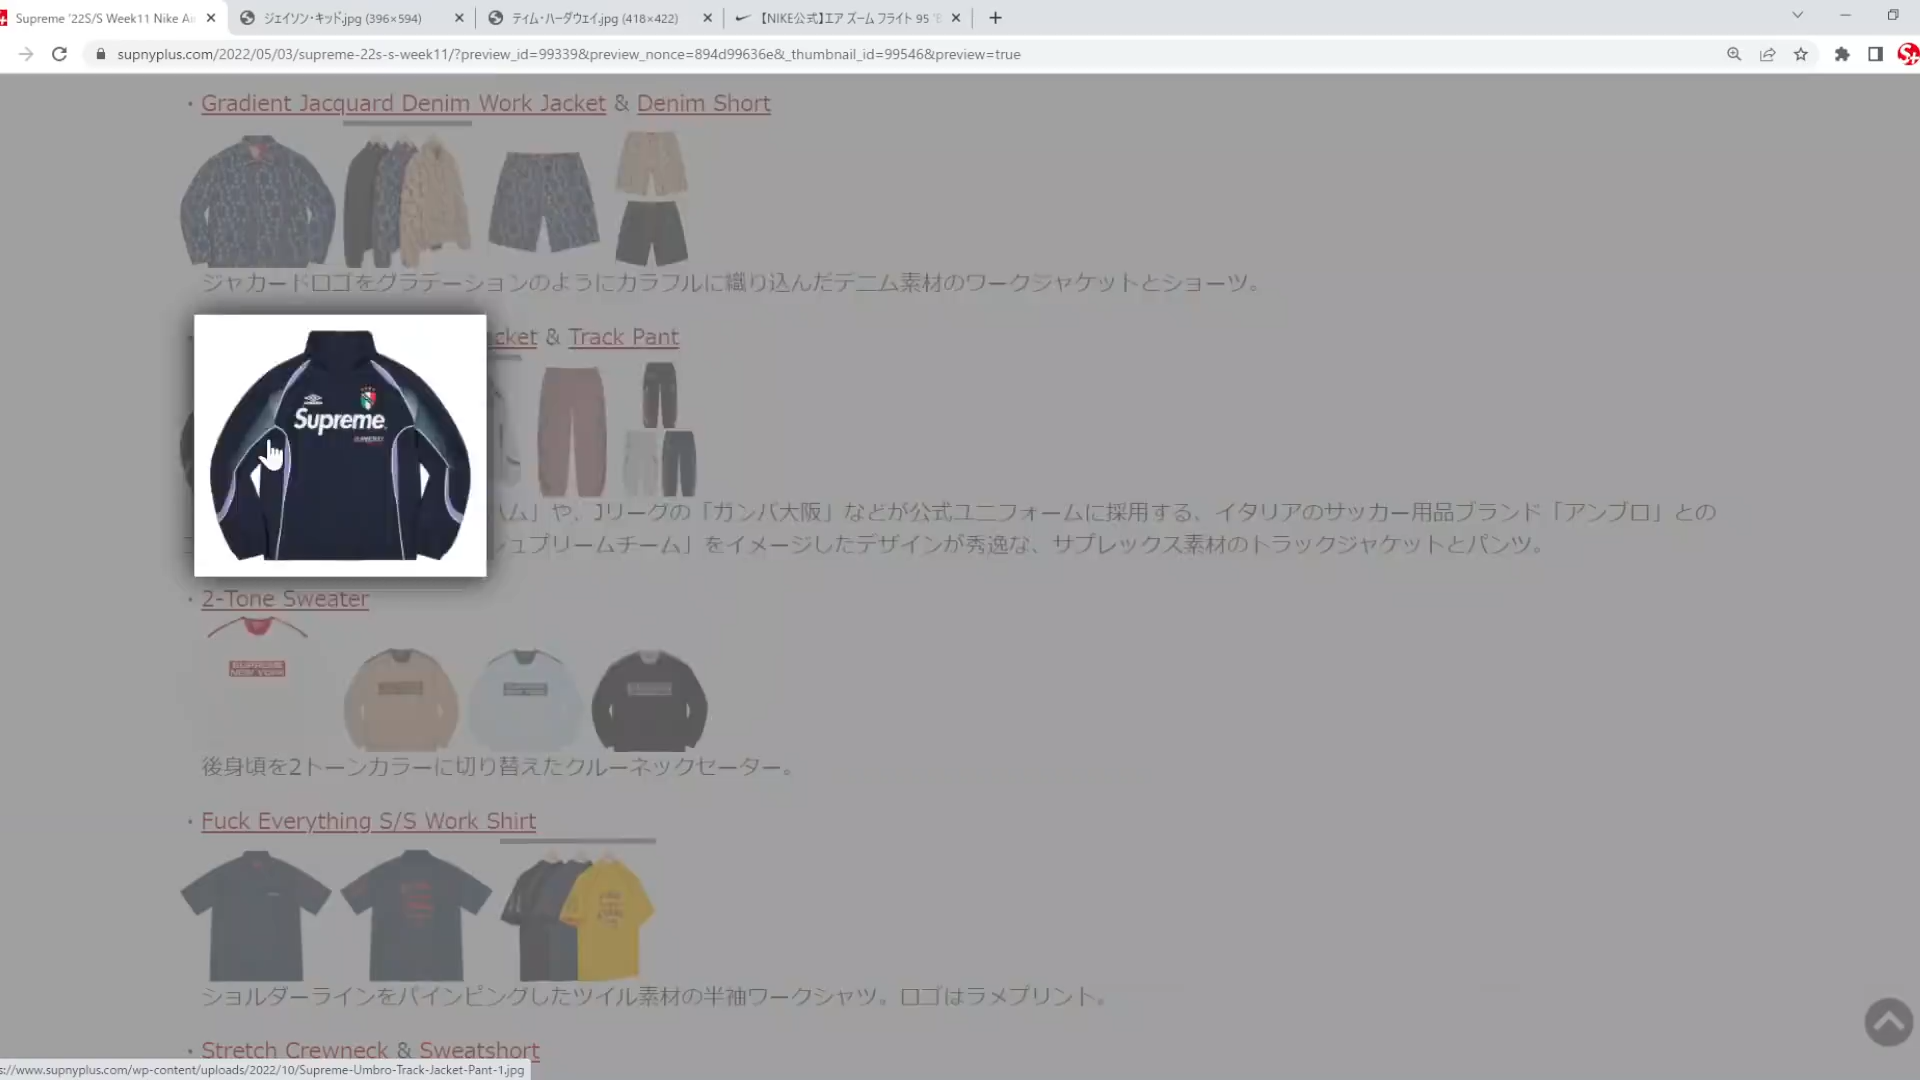 Supreme '22S/S Week11 Nike Ai
ジェイソン・キッド.jpg (396×594)
ティム・ハーダウェイ.jpg (418×422)
【NIKE公式】エア ズーム フライト 95
supnyplus.com/2022/05/03/supreme-22s-s-week11/?preview_id=99339&preview_nonce=894d99636e&_thumbnail_id=99546&preview=true
・Gradient Jacquard Denim Work Jacket & Denim Short
ジャカードロゴをグラデーションのようにカラフルに織り込んだデニム素材のワークジャケットとショーツ。
cket & Track Pant
Supreme
ハム」や、Jリーグの「ガンバ大阪」などが公式ユニフォームに採用する、イタリアのサッカー用品ブランド「アンブロ」との
シュプリームチーム」をイメージしたデザインが秀逸な、サプレックス素材のトラックジャケットとパンツ。
・2-Tone Sweater
SUPREME
NEW YORK
後身頃を2トーンカラーに切り替えたクルーネックセーター。
・Fuck Everything S/S Work Shirt
ショルダーラインをパインピングしたツイル素材の半袖ワークシャツ。ロゴはラメプリント。
・Stretch Crewneck & Sweatshort
s://www.supnyplus.com/wp-content/uploads/2022/10/Supreme-Umbro-Track-Jacket-Pant-1.jpg